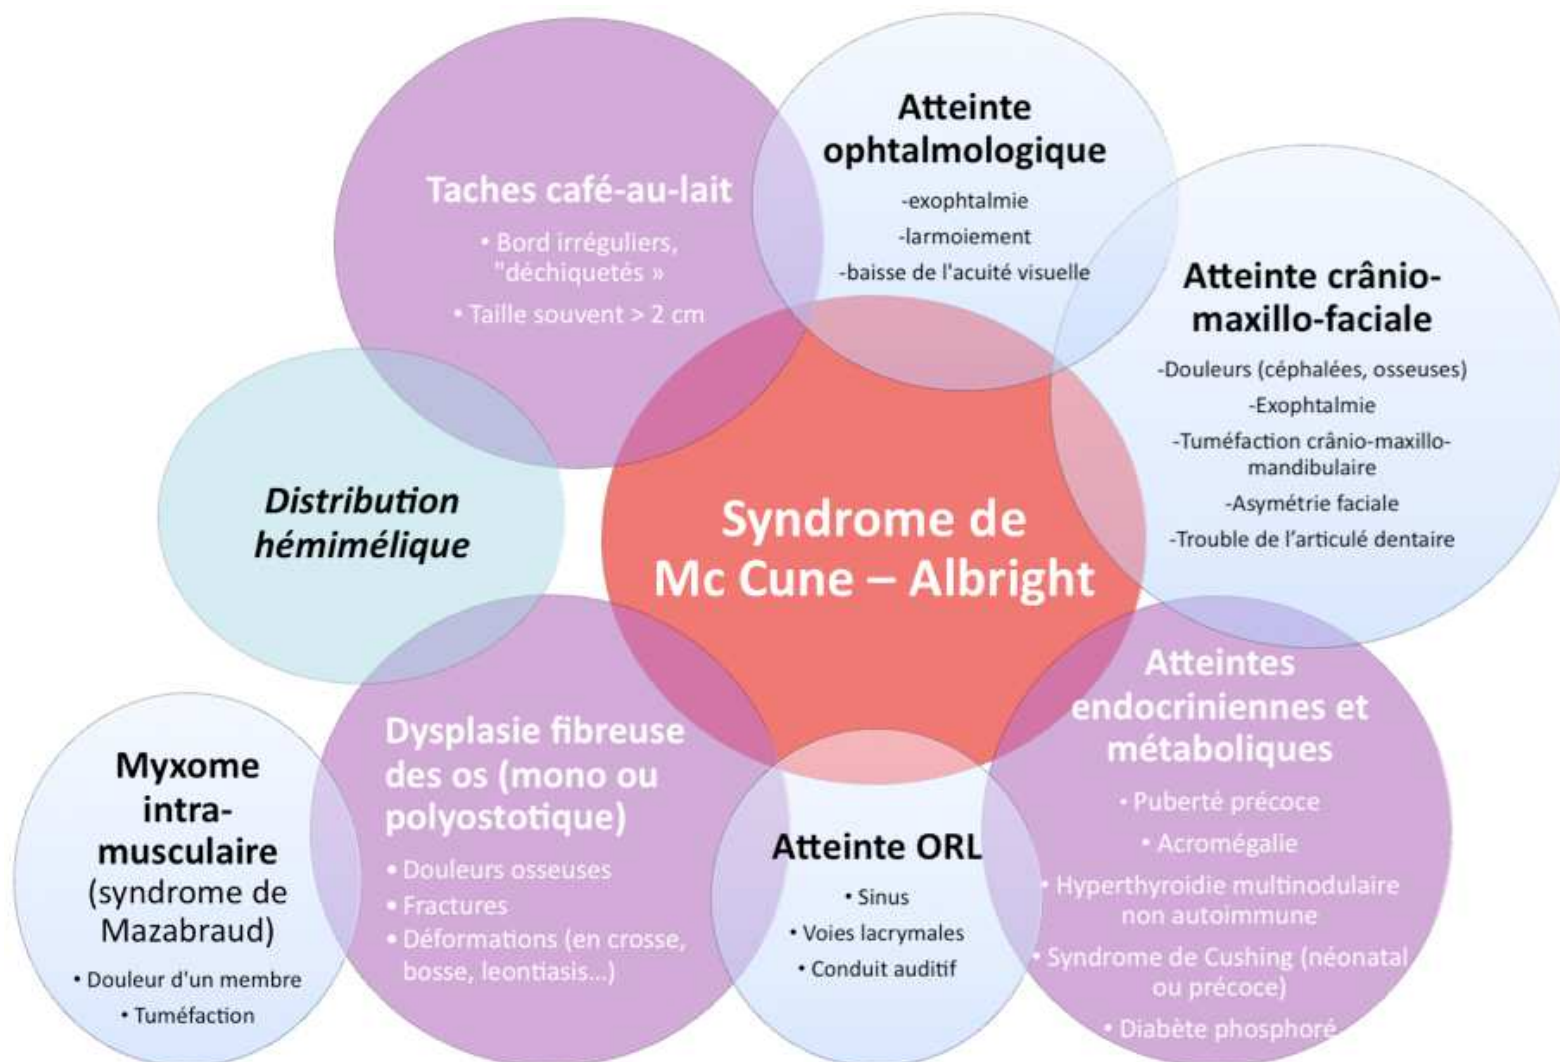 Taches café-au-lait
• Bord irréguliers,
"déchiquetés »
• Taille souvent > 2 cm
Atteinte
ophtalmologique
-exophtalmie
-larmoiement
-baisse de l'acuité visuelle
Atteinte crânio-
maxillo-faciale
-Douleurs (céphalées, osseuses)
-Exophtalmie
-Tuméfaction crânio-maxillo-
mandibulaire
-Asymétrie faciale
-Trouble de l'articulé dentaire
Distribution
hémimélique
Syndrome de
Mc Cune – Albright
Myxome
intra-
musculaire
(syndrome de
Mazabraud)
• Douleur d'un membre
• Tuméfaction
Dysplasie fibreuse
des os (mono ou
polyostotique)
• Douleurs osseuses
• Fractures
• Déformations (en crosse,
bosse, leontiasis...)
Atteinte ORL
• Sinus
• Voies lacrymales
• Conduit auditif
Atteintes
endocriniennes et
métaboliques
• Puberté précoce
• Acromégalie
• Hyperthyroidie multinodulaire
non autoimmune
• Syndrome de Cushing (néonatal
ou précoce)
• Diabète phosphoré